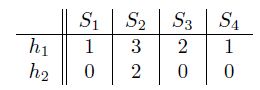 S₁ S₂ S₃ S₄
h₁ 1 3 2 1
h₂ 0 2 0 0